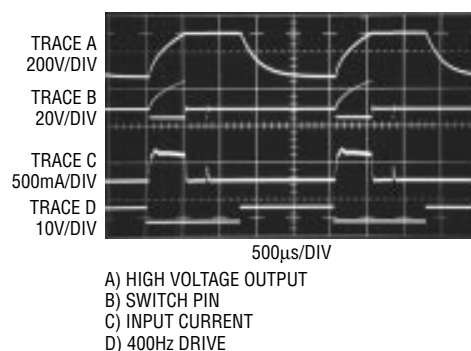 TRACE A
200V/DIV
TRACE B
20V/DIV
TRACE C
500mA/DIV
TRACE D
10V/DIV
500µs/DIV
A) HIGH VOLTAGE OUTPUT
B) SWITCH PIN
C) INPUT CURRENT
D) 400Hz DRIVE